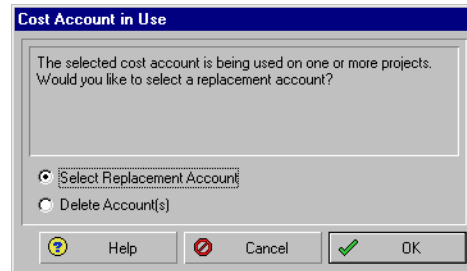 Cost Account in Use
The selected cost account is being used on one or more projects.
Would you like to select a replacement account?
Select Replacement Account
Delete Account(s)
Help Cancel OK